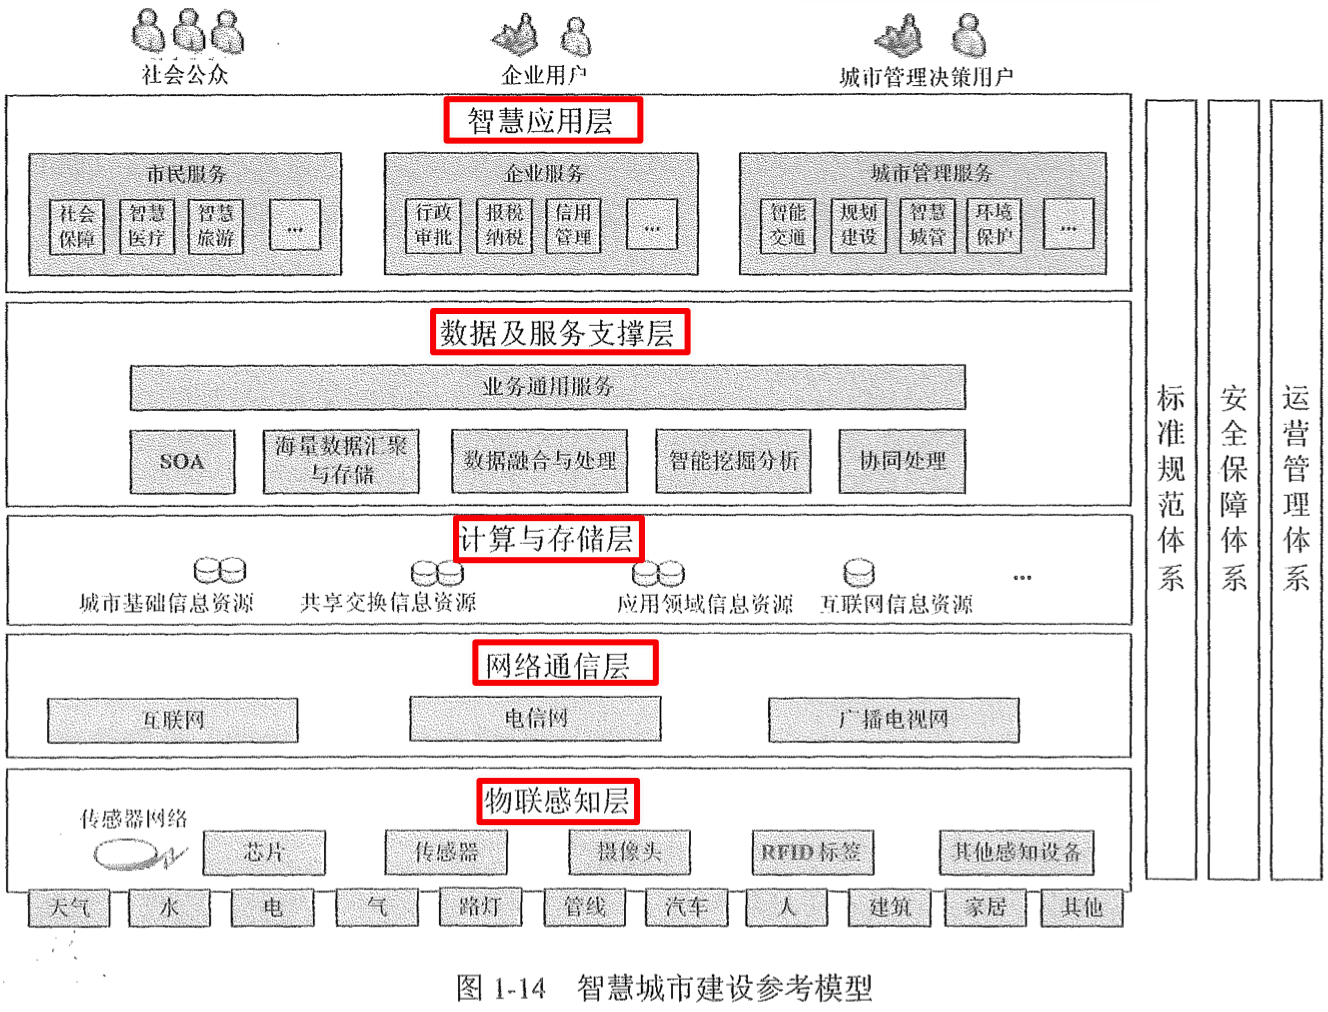 社会公众
企业用户
城市管理决策用户
智慧应用层
市民服务
社会
保障
智慧
医疗
智慧
旅游
...
企业服务
行政
审批
报税
纳税
信用
管理
...
城市管理服务
智能
交通
规划
建设
智慧
城管
环境
保护
...
数据及服务支撑层
业务通用服务
SOA
海量数据汇聚
与存储
数据融合与处理
智能挖掘分析
协同处理
计算与存储层
城市基础信息资源
共享交换信息资源
应用领域信息资源
互联网信息资源
...
网络通信层
互联网
电信网
广播电视网
物联感知层
传感器网络
芯片
传感器
摄像头
RFID 标签
其他感知设备
天气
水
电
气
路灯
管线
汽车
人
建筑
家居
其他
标准规范体系
安全保障体系
运营管理体系
图 1-14 智慧城市建设参考模型